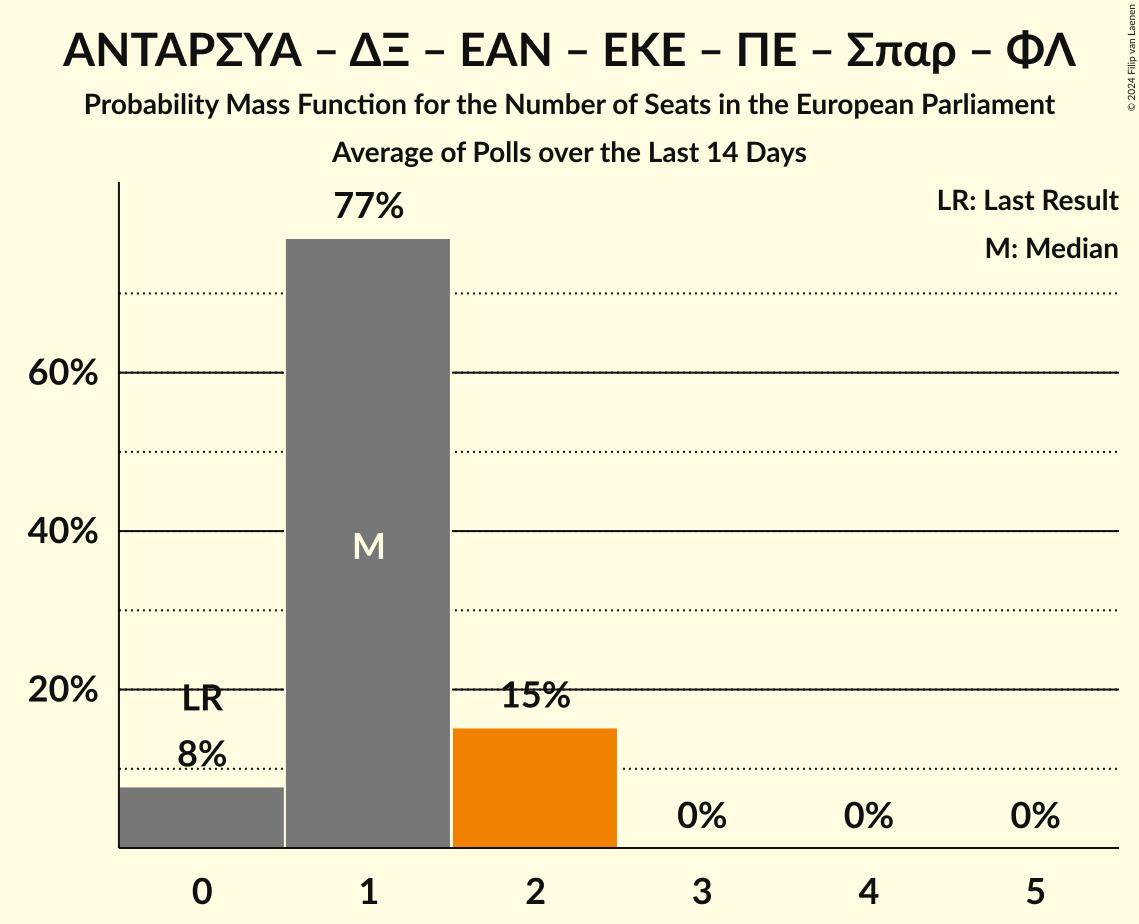 ΑΝΤΑΡΣΥΑ – ΔΞ – ΕΑΝ – ΕΚΕ – ΠΕ – Σπαρ – ΦΛ
Probability Mass Function for the Number of Seats in the European Parliament
Average of Polls over the Last 14 Days
© 2024 Filip van Laenen
LR: Last Result
M: Median
77%
60%
M
40%
20%
LR
15%
8%
0%
0%
0%
0
1
2
3
4
5